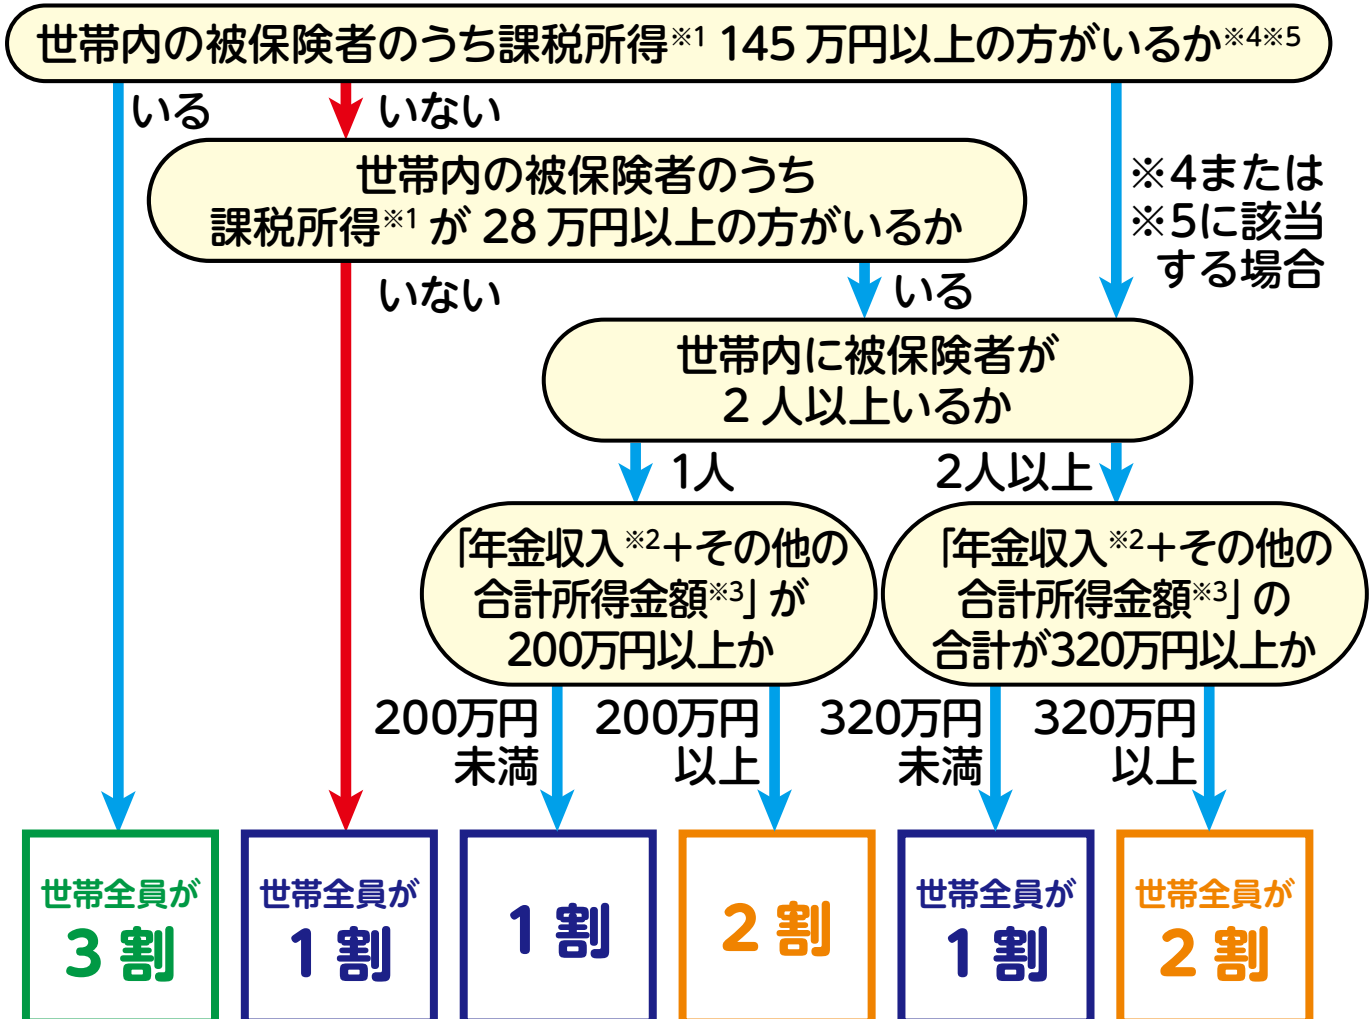 世帯内の被保険者のうち課税所得※1 145万円以上の方がいるか※4※5
いる
いない
※4または
※5に該当
する場合
世帯内の被保険者のうち
課税所得※1が28万円以上の方がいるか
いない
いる
世帯内に被保険者が
2人以上いるか
1人
2人以上
「年金収入※2+その他の
合計所得金額※3」が
200万円以上か
「年金収入※2+その他の
合計所得金額※3」の
合計が320万円以上か
200万円
未満
200万円
以上
320万円
未満
320万円
以上
世帯全員が
3割
世帯全員が
1割
1割
2割
世帯全員が
1割
世帯全員が
2割